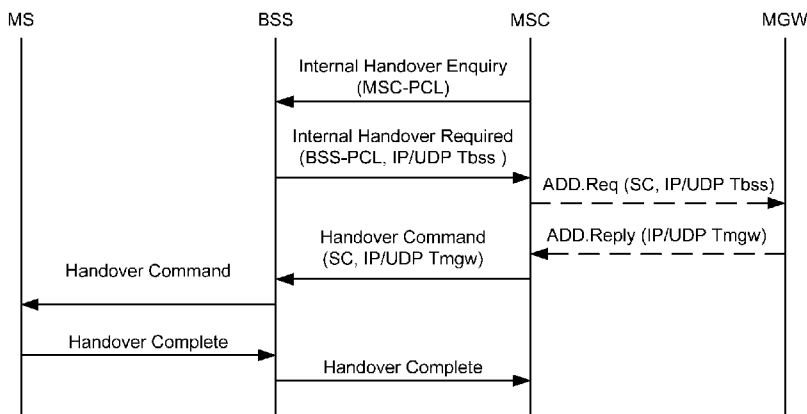 MS
BSS
MSC
MGW
Internal Handover Enquiry
(MSC-PCL)
Internal Handover Required
(BSS-PCL, IP/UDP Tbss )
ADD.Req (SC, IP/UDP Tbss)
ADD.Reply (IP/UDP Tmgw)
Handover Command
(SC, IP/UDP Tmgw)
Handover Command
Handover Complete
Handover Complete